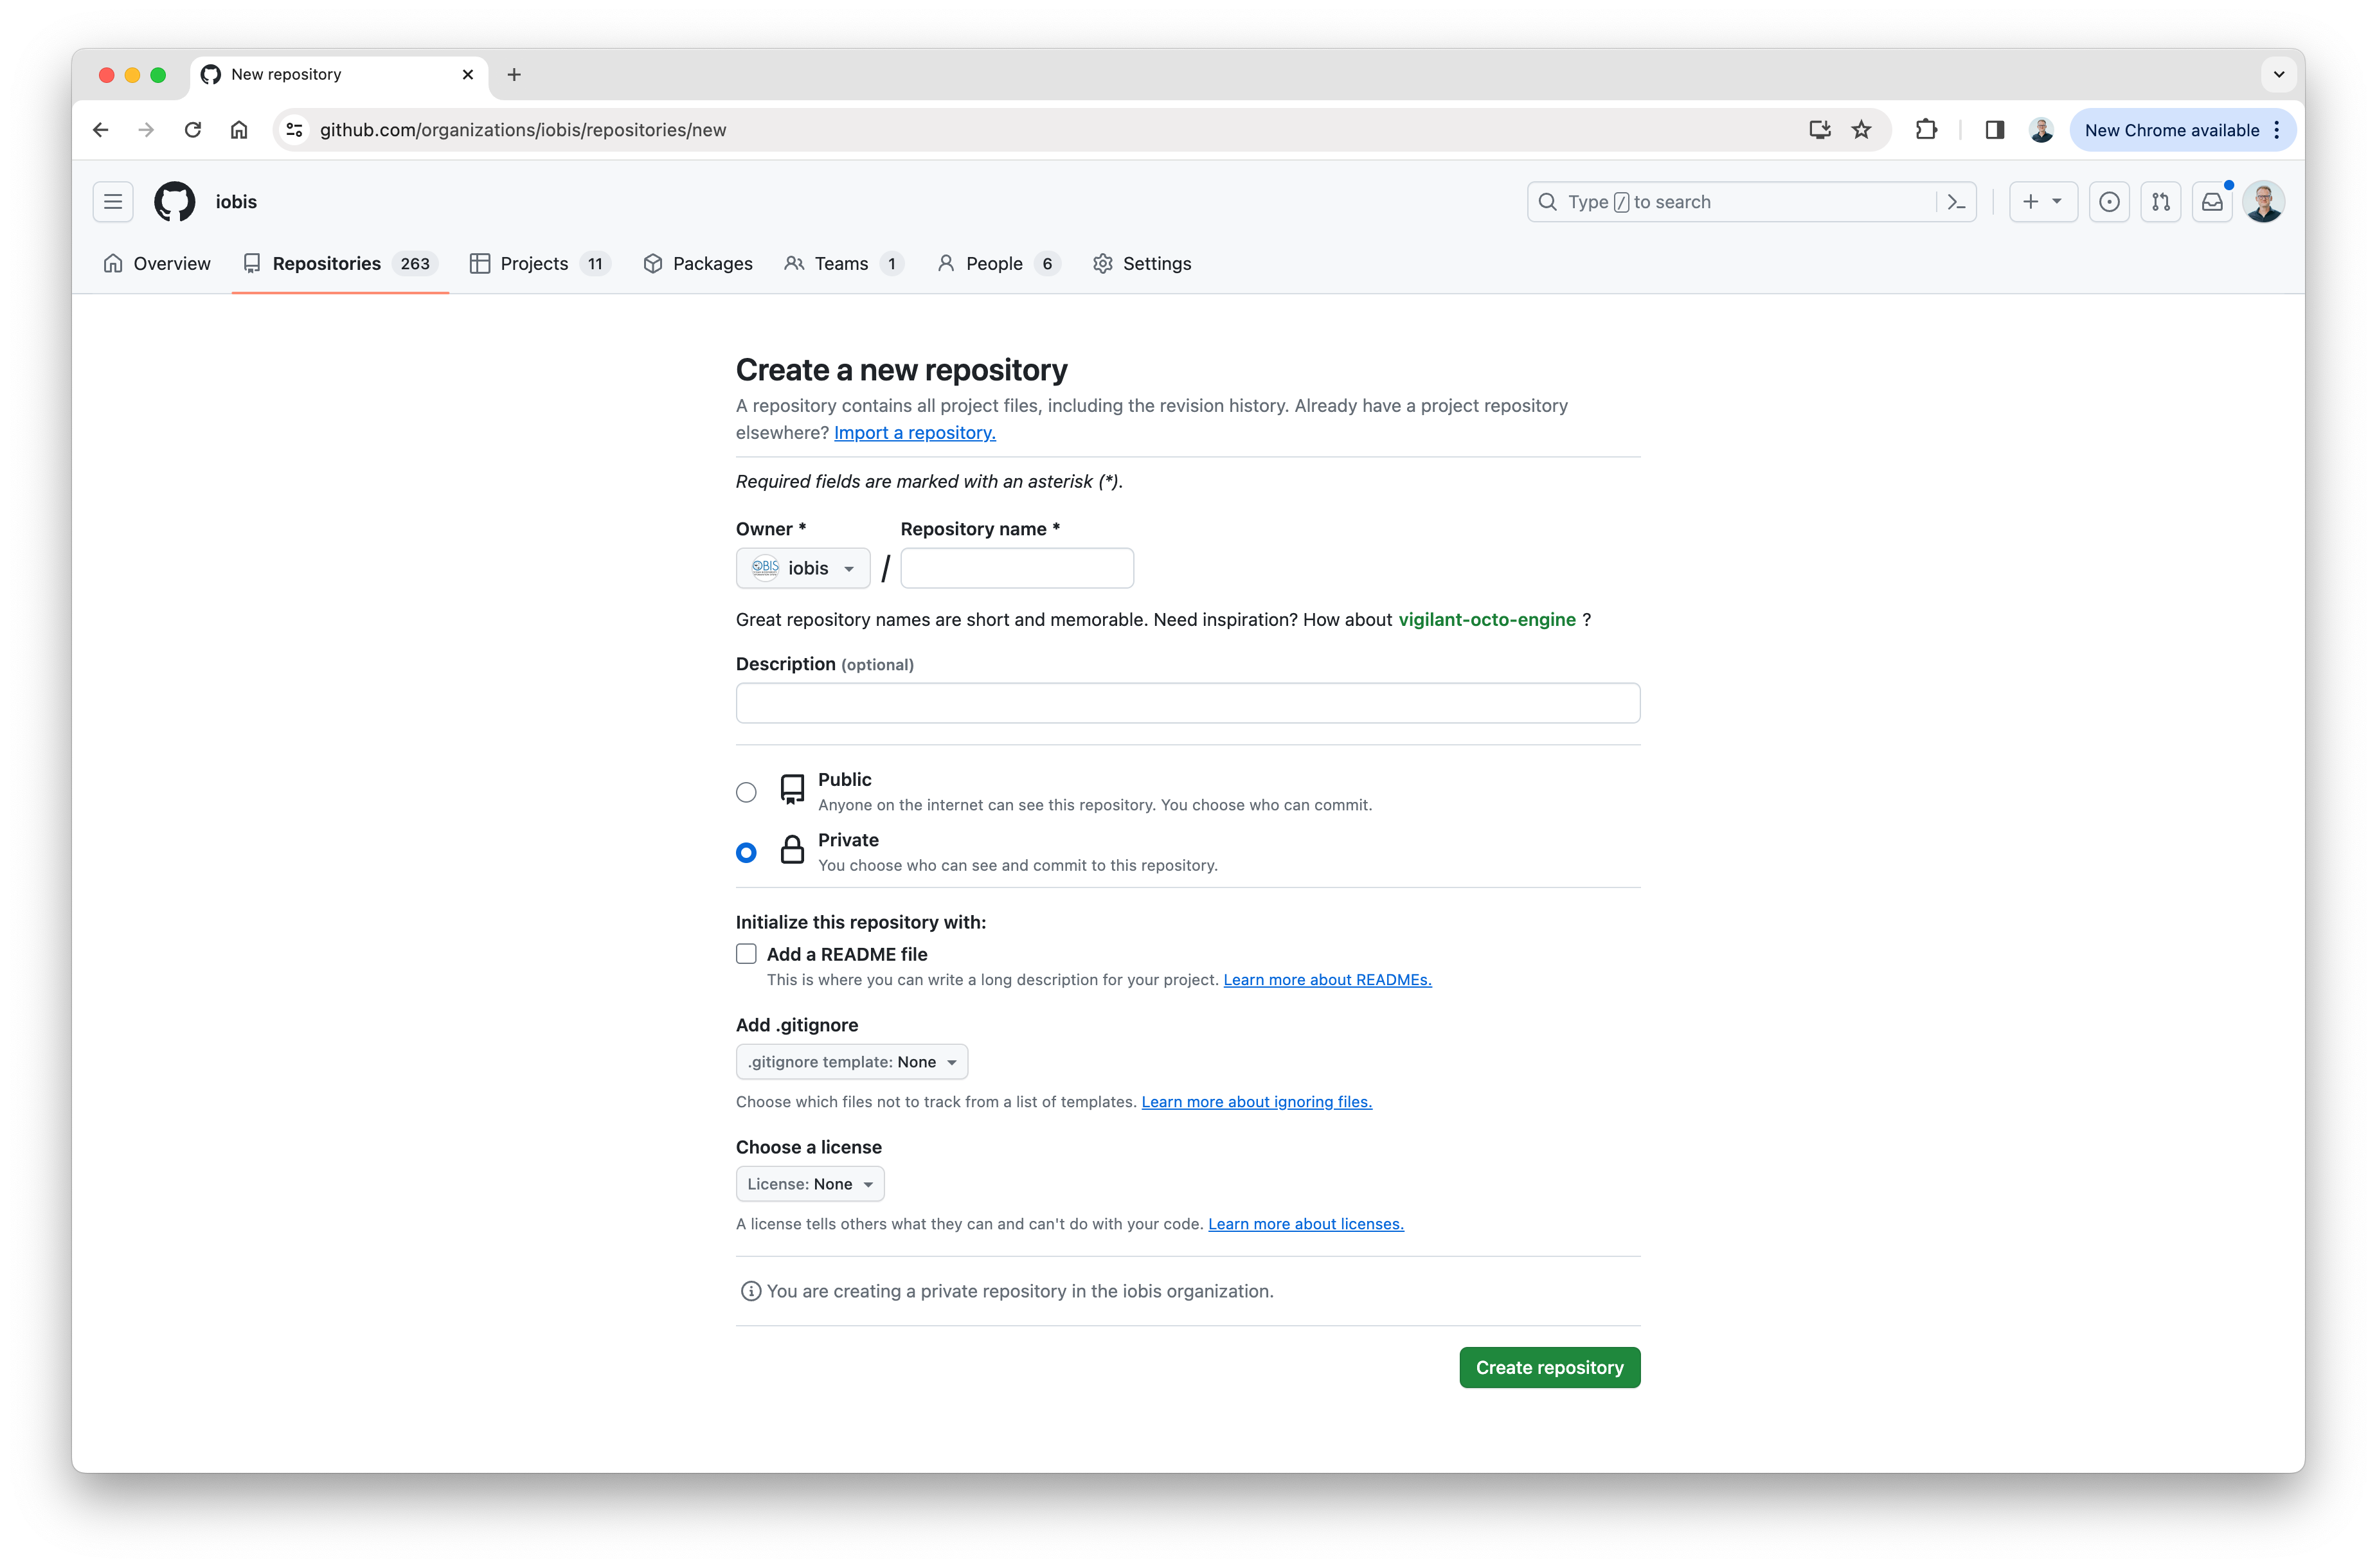 New repository
github.com/organizations/iobis/repositories/new
New Chrome available
iobis
Type / to search
Overview
Repositories 263
Projects 11
Packages
Teams 1
People 6
Settings
Create a new repository
A repository contains all project files, including the revision history. Already have a project repository
elsewhere? Import a repository.
Required fields are marked with an asterisk (*).
Owner * Repository name *
OBIS iobis /
Great repository names are short and memorable. Need inspiration? How about vigilant-octo-engine ?
Description (optional)
Public
Anyone on the internet can see this repository. You choose who can commit.
Private
You choose who can see and commit to this repository.
Initialize this repository with:
Add a README file
This is where you can write a long description for your project. Learn more about READMEs.
Add .gitignore
.gitignore template: None
Choose which files not to track from a list of templates. Learn more about ignoring files.
Choose a license
License: None
A license tells others what they can and can't do with your code. Learn more about licenses.
You are creating a private repository in the iobis organization.
Create repository